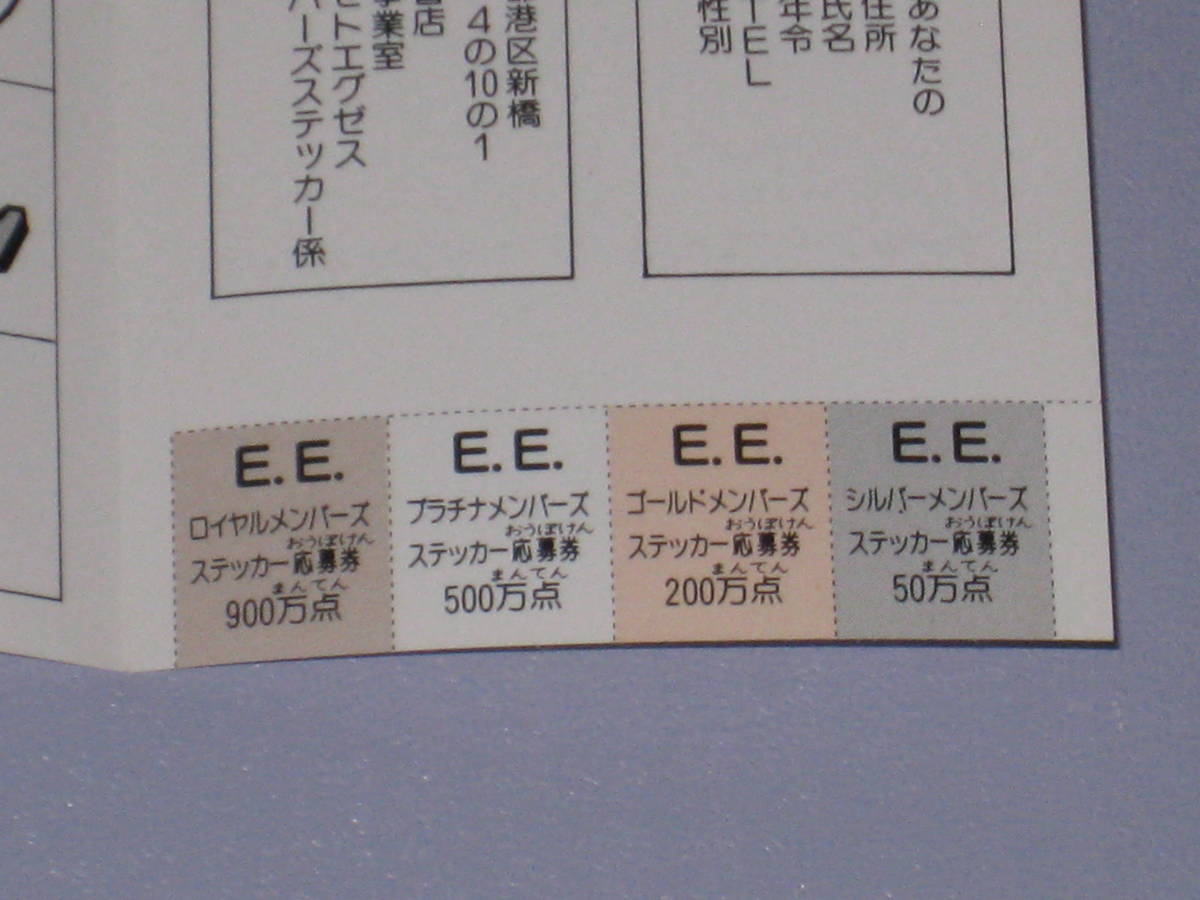 あなたの
住所
氏名
年令
TEL
性別
港区新橋
4の10の1
書店
事業室
トエグゼス
バーズステッカー係
E.E.
ロイヤルメンバーズ
ステッカー応募券
おうぼけん
900万点
まんてん
E.E.
プラチナメンバーズ
ステッカー応募券
おうぼけん
500万点
まんてん
E.E.
ゴールドメンバーズ
ステッカー応募券
おうぼけん
200万点
まんてん
E.E.
シルバーメンバーズ
ステッカー応募券
おうぼけん
50万点
まんてん